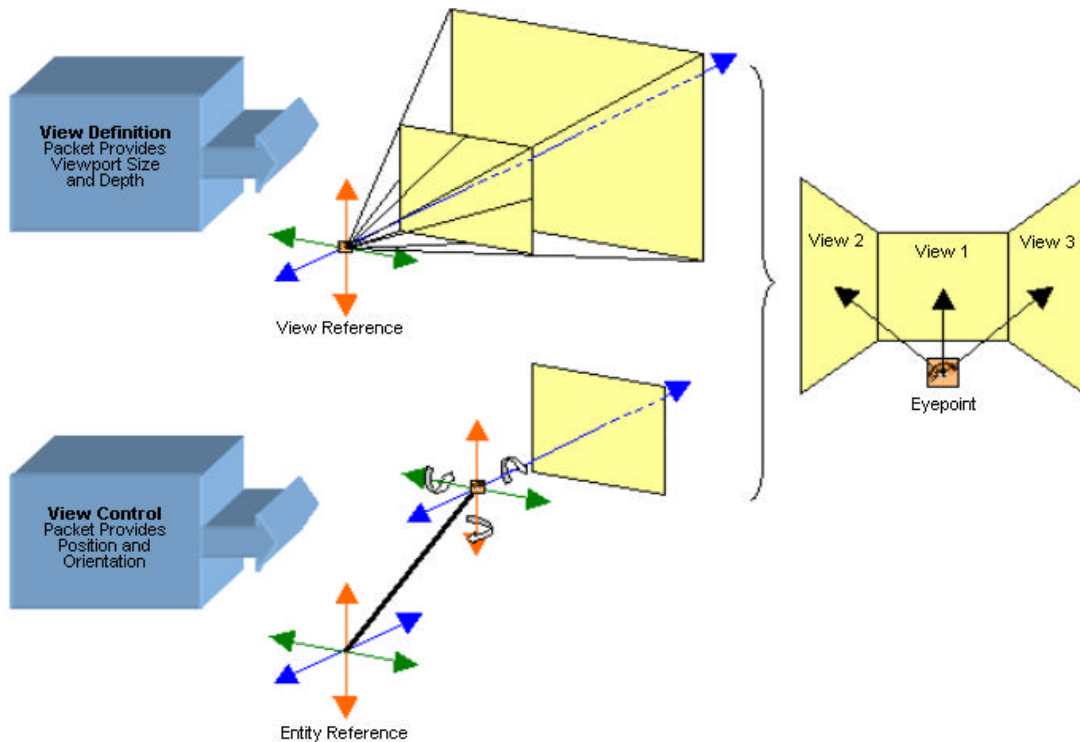 View Definition
Packet Provides
Viewport Size
and Depth
View Reference
View 2
View 1
View 3
Eyepoint
View Control
Packet Provides
Position and
Orientation
Entity Reference